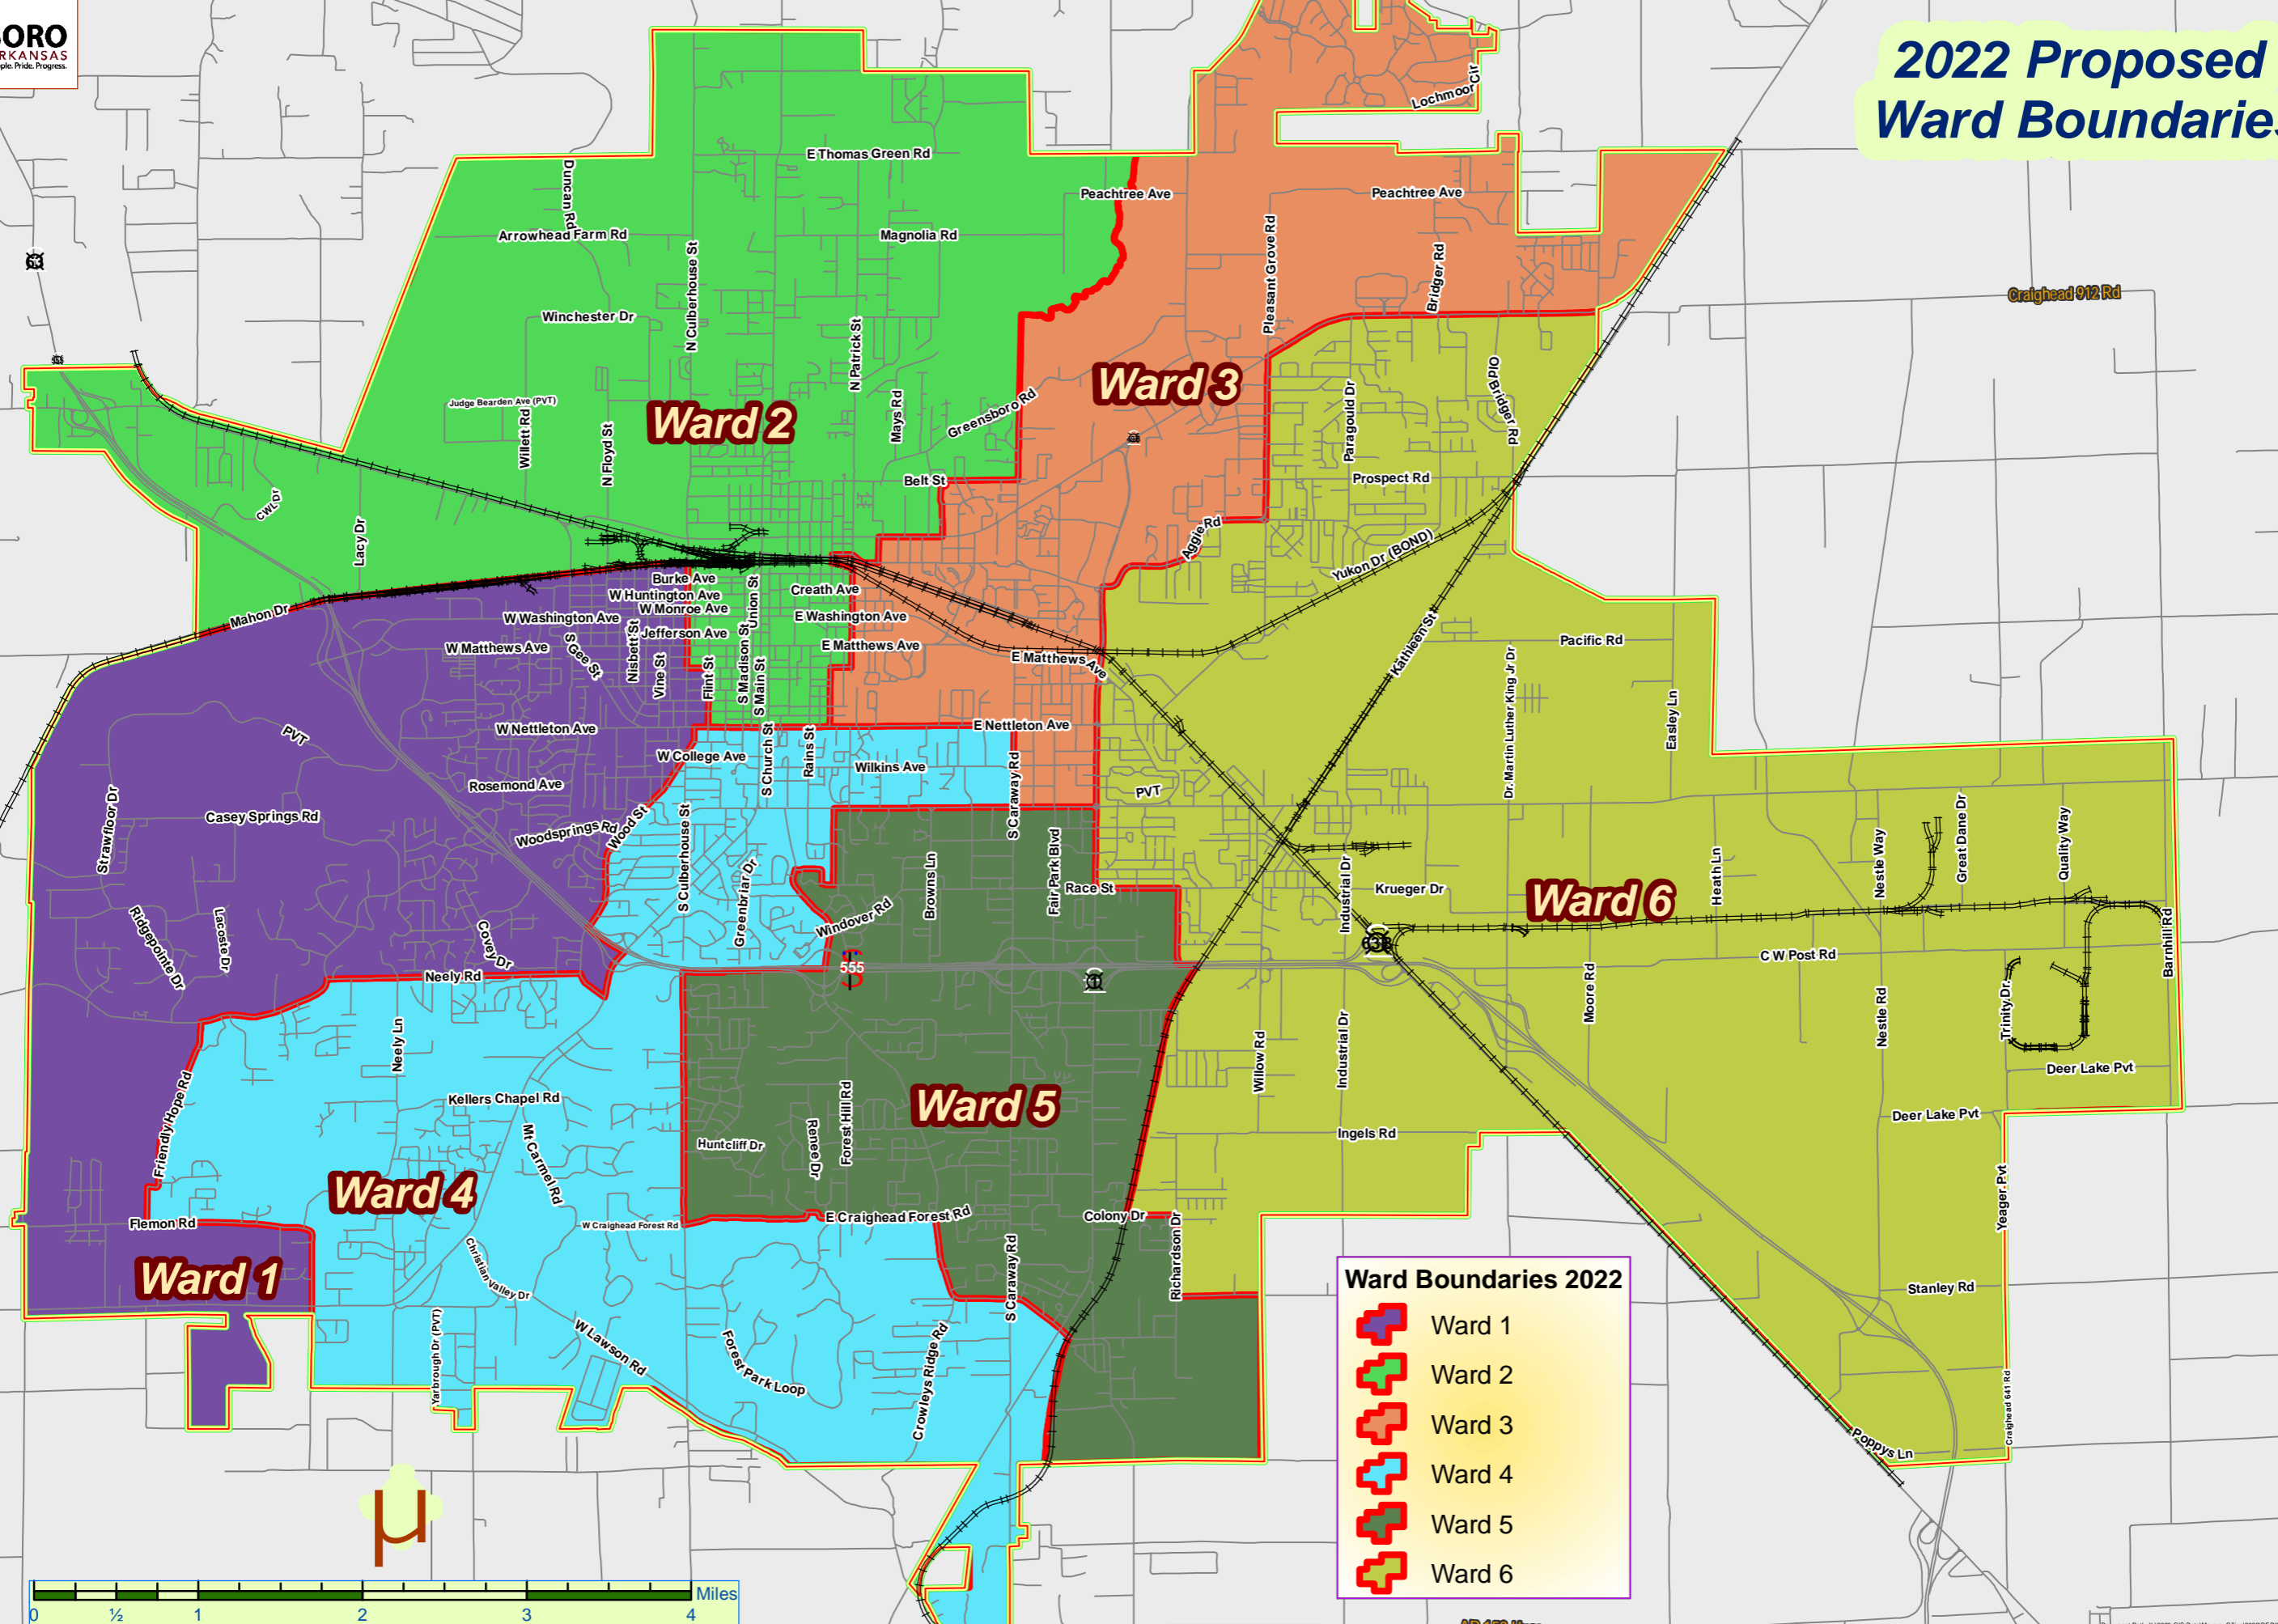 BORO
RKANSAS
ple. Pride. Progress.
2022 Proposed
Ward Boundaries
Lochmoor Cir
E Thomas Green Rd
Duncan Rd
Peachtree Ave
Peachtree Ave
Arrowhead Farm Rd
Magnolia Rd
N Culberhouse St
Pleasant Grove Rd
Bridger Rd
63
Craighead 912 Rd
Winchester Dr
N Patrick St
Ward 3
Old Bridger Rd
Judge Bearden Ave (PVT)
Willett Rd
N Floyd St
Ward 2
Mays Rd
Greensboro Rd
Paragould Dr
Belt St
Prospect Rd
CWL Dr
Lacy Dr
Aggie Rd
Yukon Dr (BOND)
Mahon Dr
Burke Ave
W Huntington Ave
W Monroe Ave
Union St
Creath Ave
W Washington Ave
E Washington Ave
Jefferson Ave
W Matthews Ave
S Gee St
Nisbett St
Vine St
Flint St
S Madison St
S Main St
E Matthews Ave
E Matthews Ave
Kathleen St
Pacific Rd
Dr. Martin Luther King Jr Dr
Easley Ln
PVT
W Nettleton Ave
E Nettleton Ave
W College Ave
S Church St
Rains St
Wilkins Ave
S Caraway Rd
Rosemond Ave
PVT
Strawfloor Dr
Casey Springs Rd
Woodsprings Rd
Wood St
S Culberhouse St
Greenbriar Dr
Browns Ln
Fair Park Blvd
Race St
Industrial Dr
Krueger Dr
Ward 6
Heath Ln
Nestle Way
Great Dane Dr
Quality Way
Ridgepointe Dr
Lacoste Dr
Covey Dr
Windover Rd
Neely Rd
555
1
63B
C W Post Rd
Barnhill Rd
Moore Rd
Nestle Rd
Trinity Dr
Neely Ln
Willow Rd
Industrial Dr
Deer Lake Pvt
Friendly Hope Rd
Kellers Chapel Rd
Mt Carmel Rd
Huntcliff Dr
Renee Dr
Forest Hill Rd
Ward 5
Ingels Rd
Deer Lake Pvt
Yeager Pvt
Ward 4
Flemon Rd
W Craighead Forest Rd
E Craighead Forest Rd
Colony Dr
Richardson Dr
Ward 1
Christian Valley Dr
S Caraway Rd
Stanley Rd
Yarbrough Dr (PVT)
W Lawson Rd
Forest Park Loop
Crowleys Ridge Rd
Craighead 641 Rd
Poppys Ln
Ward Boundaries 2022
Ward 1
Ward 2
Ward 3
Ward 4
Ward 5
Ward 6
µ
Miles
0 ½ 1 2 3 4